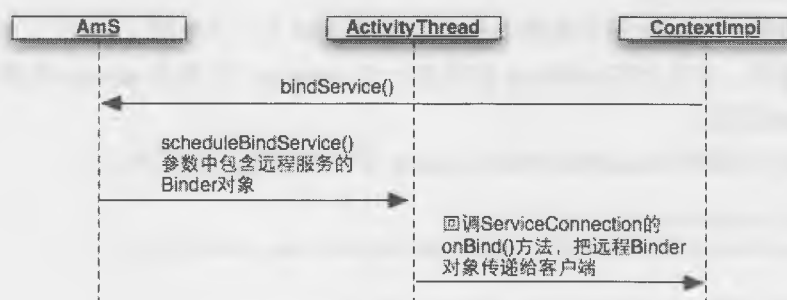 AmS
ActivityThread
ContextImpl
bindService()
scheduleBindService()
参数中包含远程服务的
Binder对象
回调ServiceConnection的
onBind()方法，把远程Binder
对象传递给客户端